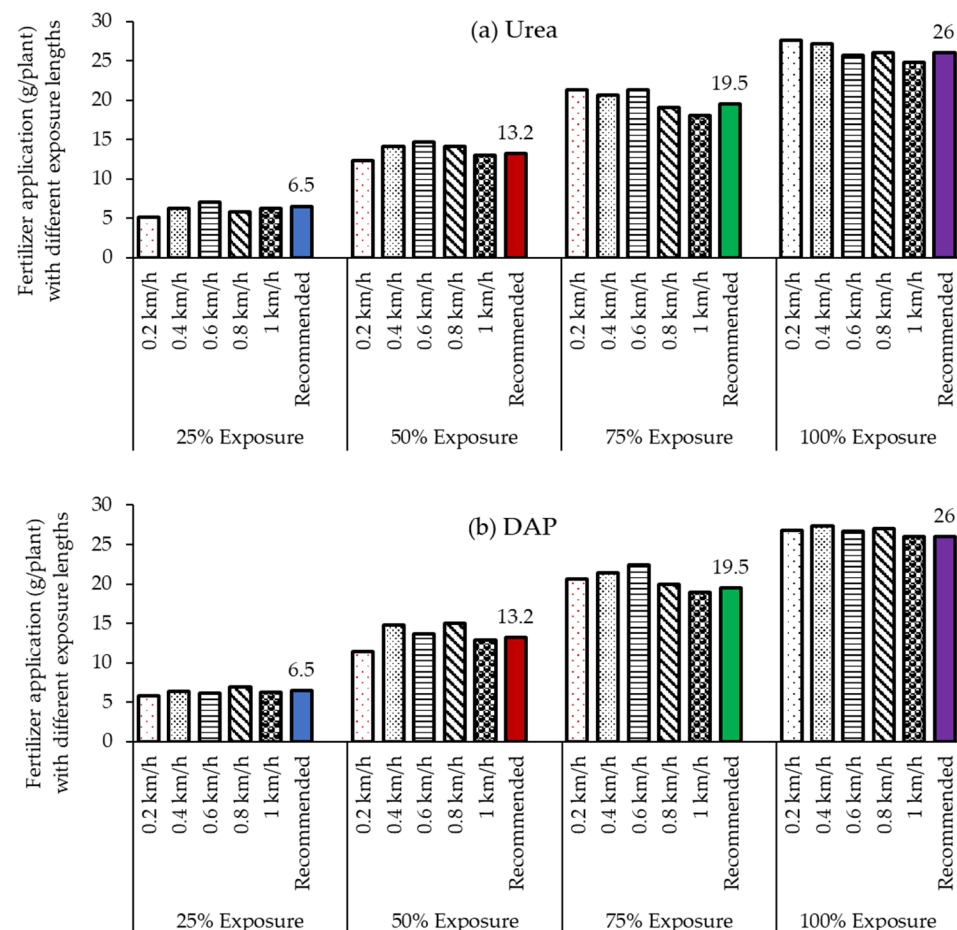 Fertilizer application (g/plant)
with different exposure lengths
(a) Urea
30
25
20
15
10
5
0
6.5
13.2
19.5
26
0.2 km/h
0.4 km/h
0.6 km/h
0.8 km/h
1 km/h
Recommended
0.2 km/h
0.4 km/h
0.6 km/h
0.8 km/h
1 km/h
Recommended
0.2 km/h
0.4 km/h
0.6 km/h
0.8 km/h
1 km/h
Recommended
0.2 km/h
0.4 km/h
0.6 km/h
0.8 km/h
1 km/h
Recommended
25% Exposure
50% Exposure
75% Exposure
100% Exposure
Fertilizer application (g/plant)
with different exposure lengths
(b) DAP
30
25
20
15
10
5
0
6.5
13.2
19.5
26
0.2 km/h
0.4 km/h
0.6 km/h
0.8 km/h
1 km/h
Recommended
0.2 km/h
0.4 km/h
0.6 km/h
0.8 km/h
1 km/h
Recommended
0.2 km/h
0.4 km/h
0.6 km/h
0.8 km/h
1 km/h
Recommended
0.2 km/h
0.4 km/h
0.6 km/h
0.8 km/h
1 km/h
Recommended
25% Exposure
50% Exposure
75% Exposure
100% Exposure